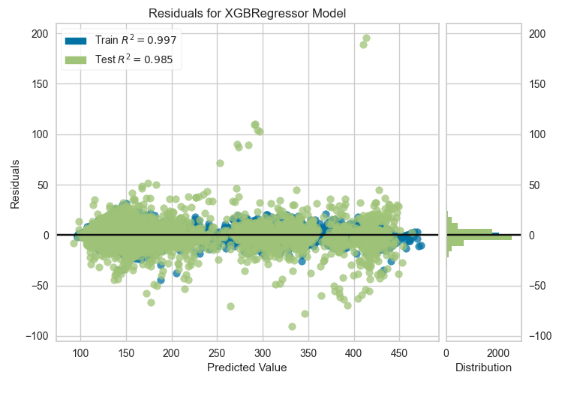 Residuals for XGBRegressor Model
Train R² = 0.997
Test R² = 0.985
Residuals
200
150
100
50
0
−50
−100
200
150
100
50
0
−50
−100
100 150 200 250 300 350 400 450
0 2000
Predicted Value
Distribution